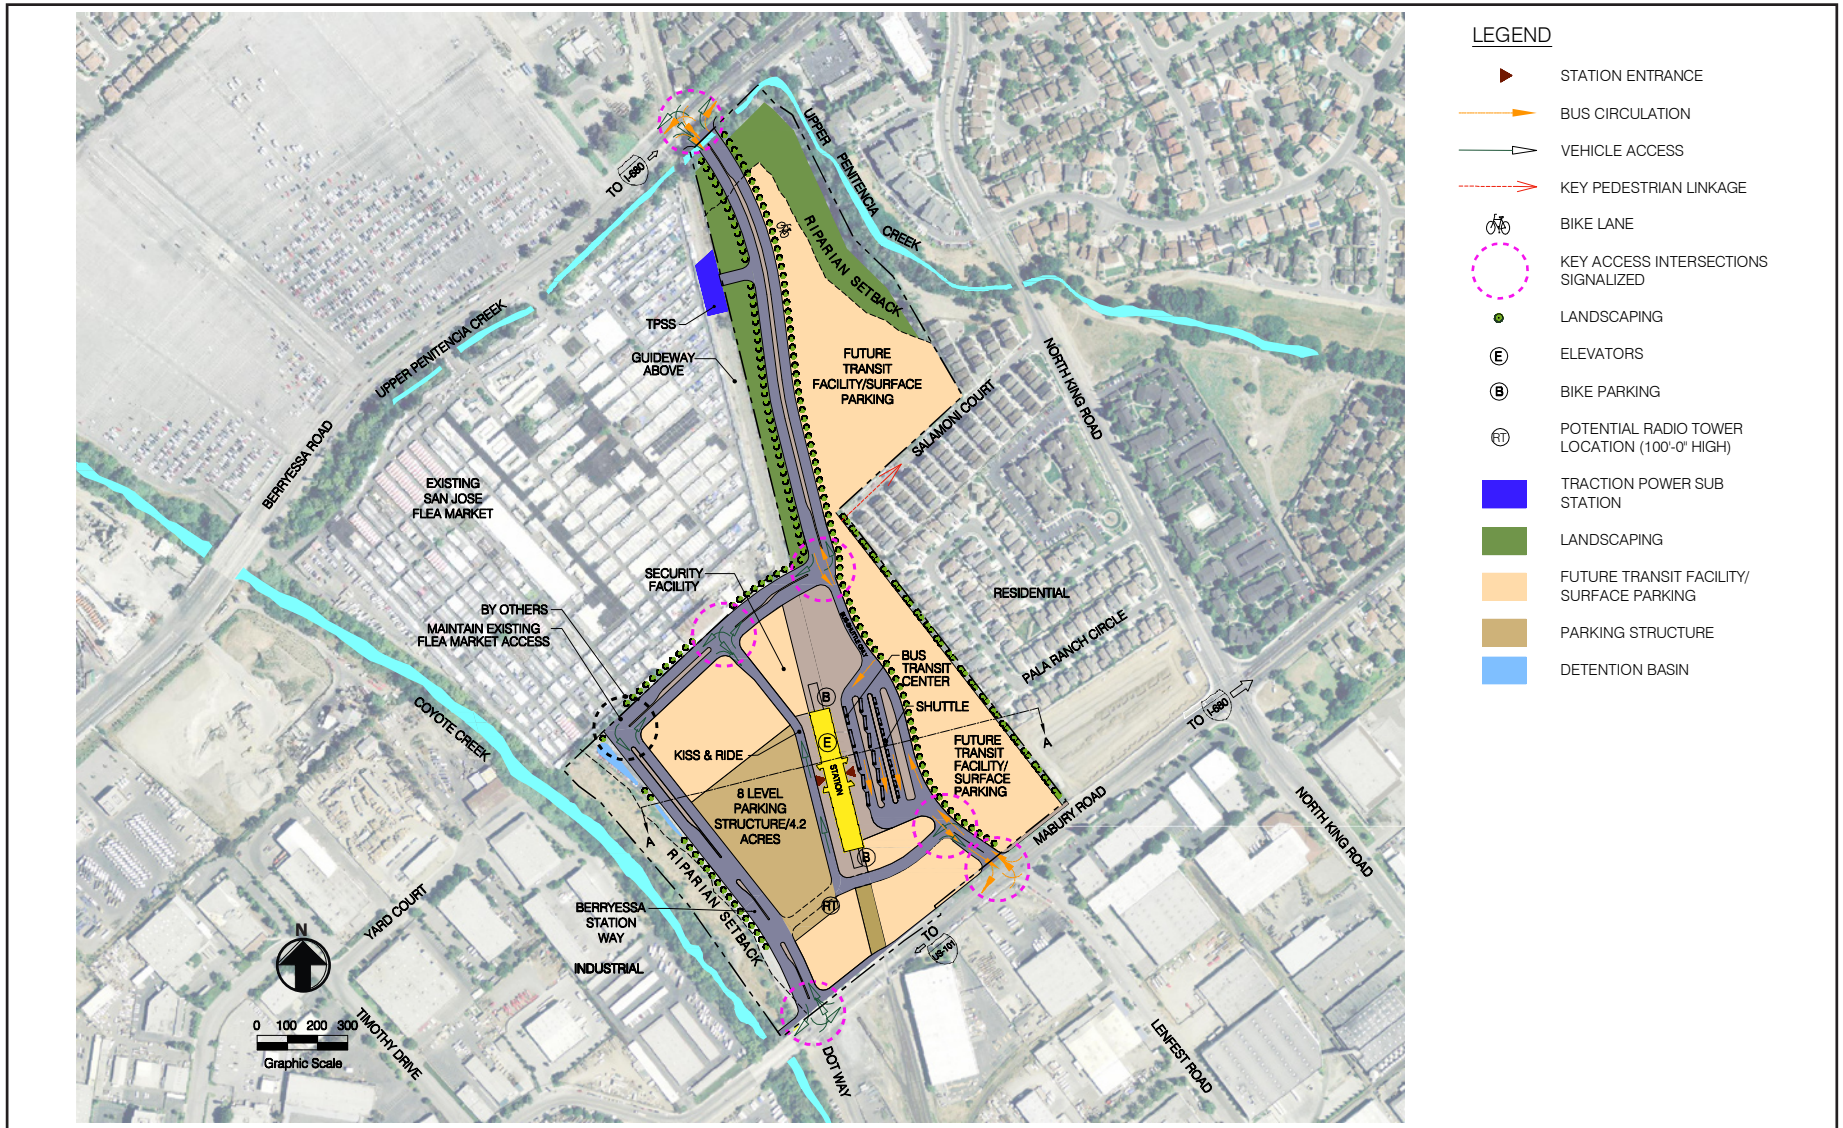 LEGEND
STATION ENTRANCE
BUS CIRCULATION
VEHICLE ACCESS
KEY PEDESTRIAN LINKAGE
BIKE LANE
KEY ACCESS INTERSECTIONS
SIGNALIZED
LANDSCAPING
E
ELEVATORS
B
BIKE PARKING
RT
POTENTIAL RADIO TOWER
LOCATION (100'-0" HIGH)
TRACTION POWER SUB
STATION
LANDSCAPING
FUTURE TRANSIT FACILITY/
SURFACE PARKING
PARKING STRUCTURE
DETENTION BASIN
UPPER PENITENCIA CREEK
TO I-680
RIPARIAN SETBACK
TPSS
GUIDEWAY
ABOVE
UPPER PENITENCIA CREEK
FUTURE
TRANSIT
FACILITY/SURFACE
PARKING
NORTH KING ROAD
SALAMONI COURT
BERRYESSA ROAD
EXISTING
SAN JOSE
FLEA MARKET
SECURITY
FACILITY
RESIDENTIAL
BY OTHERS
MAINTAIN EXISTING
FLEA MARKET ACCESS
BUS/SHUTTLE ONLY
PALA RANCH CIRCLE
BUS
TRANSIT
CENTER
SHUTTLE
TO I-680
COYOTE CREEK
B
E
KISS & RIDE
STATION
A
FUTURE
TRANSIT
FACILITY/
SURFACE
PARKING
8 LEVEL
PARKING
STRUCTURE/4.2
ACRES
A
MABURY ROAD
NORTH KING ROAD
B
RIPARIAN SETBACK
RT
BERRYESSA
STATION
WAY
YARD COURT
TO US-101
INDUSTRIAL
N
0 100 200 300
Graphic Scale
TIMOTHY DRIVE
DOT WAY
LENFEST ROAD